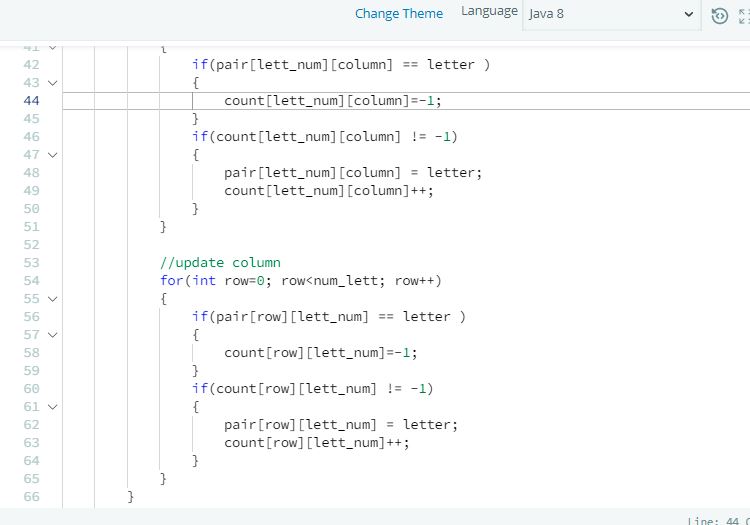 Change Theme Language Java 8
41 {
42 if(pair[lett_num][column] == letter )
43 {
44 count[lett_num][column]=-1;
45 }
46 if(count[lett_num][column] != -1)
47 {
48 pair[lett_num][column] = letter;
49 count[lett_num][column]++;
50 }
51 }
52
53 //update column
54 for(int row=0; row<num_lett; row++)
55 {
56 if(pair[row][lett_num] == letter )
57 {
58 count[row][lett_num]=-1;
59 }
60 if(count[row][lett_num] != -1)
61 {
62 pair[row][lett_num] = letter;
63 count[row][lett_num]++;
64 }
65 }
66 }
Line: 44